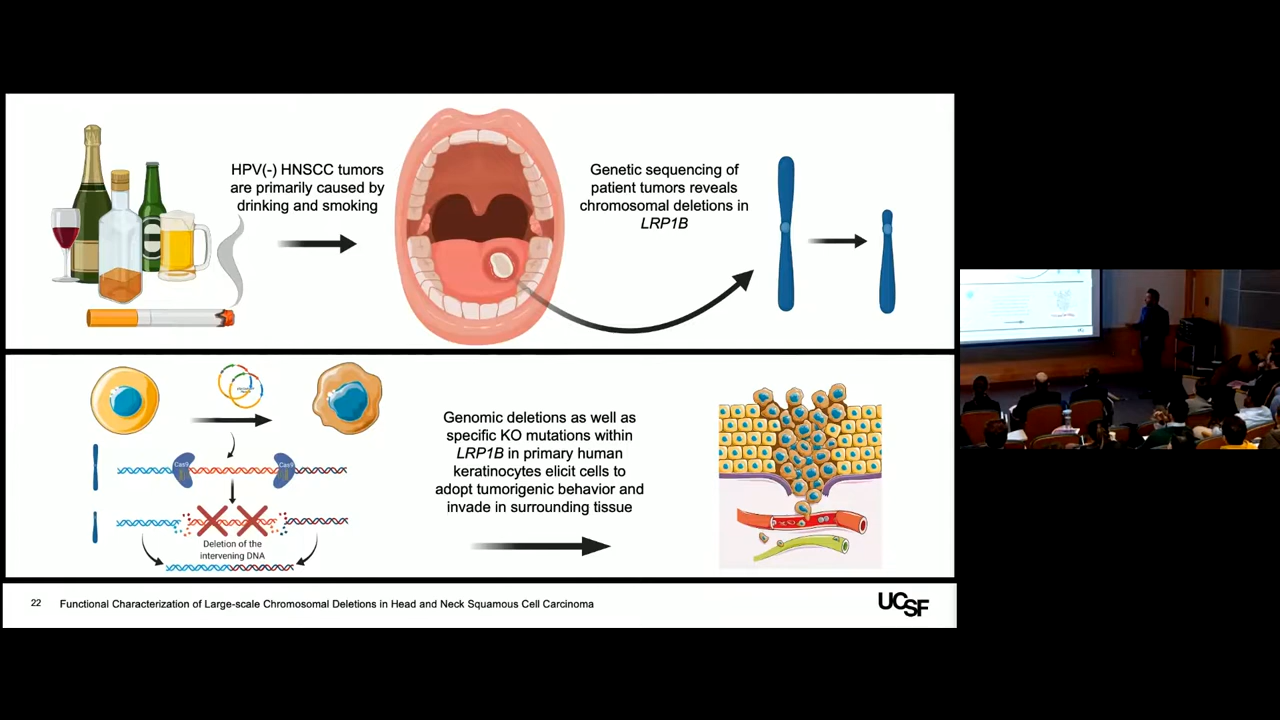 HPV(-) HNSCC tumors
are primarily caused by
drinking and smoking
Genetic sequencing of
patient tumors reveals
chromosomal deletions in
LRP1B
Cas9
Cas9
Deletion of the
intervening DNA
Genomic deletions as well as
specific KO mutations within
LRP1B in primary human
keratinocytes elicit cells to
adopt tumorigenic behavior and
invade in surrounding tissue
22
Functional Characterization of Large-scale Chromosomal Deletions in Head and Neck Squamous Cell Carcinoma
UCSF